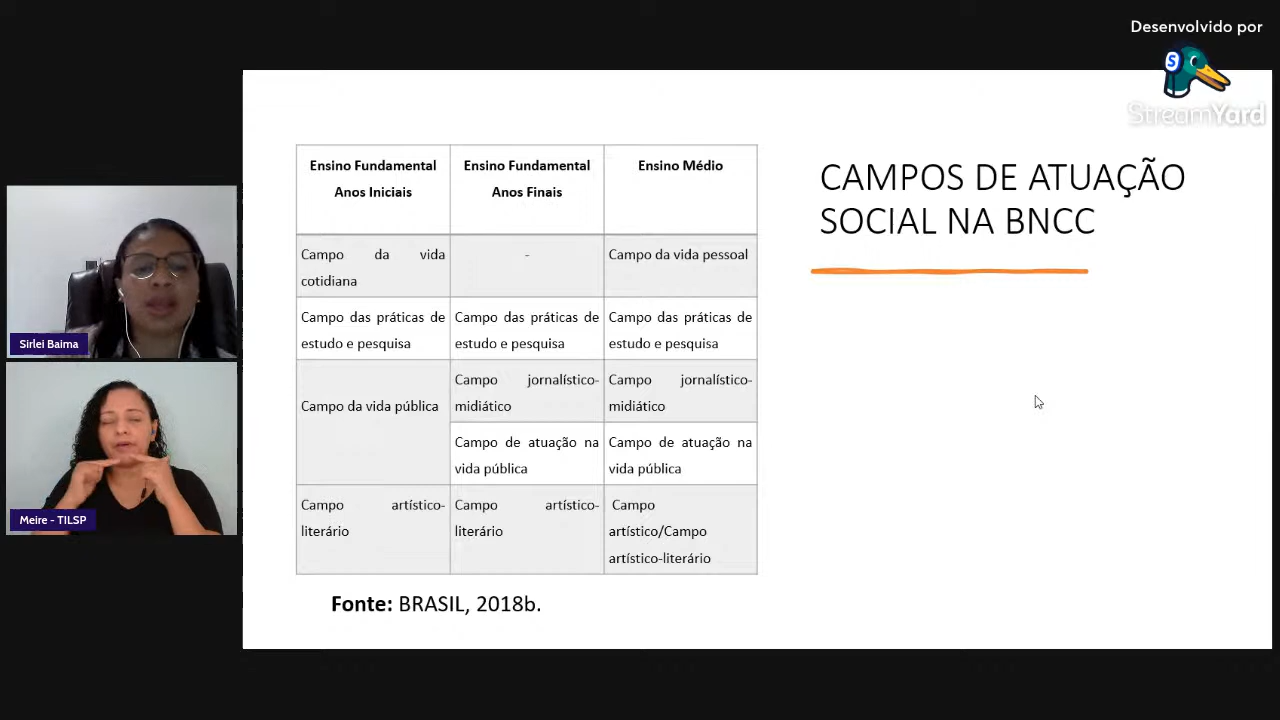 Desenvolvido por
S
StreamYard
CAMPOS DE ATUAÇÃO
SOCIAL NA BNCC
Ensino Fundamental
Anos Iniciais
Ensino Fundamental
Anos Finais
Ensino Médio
Campo da vida
cotidiana
-
Campo da vida pessoal
Campo das práticas de
estudo e pesquisa
Campo das práticas de
estudo e pesquisa
Campo das práticas de
estudo e pesquisa
Campo da vida pública
Campo jornalístico-
midiático
Campo jornalístico-
midiático
Campo de atuação na
vida pública
Campo de atuação na
vida pública
Campo artístico-
literário
Campo artístico-
literário
Campo
artístico/Campo
artístico-literário
Fonte: BRASIL, 2018b.
Sirlei Baima
Meire - TILSP